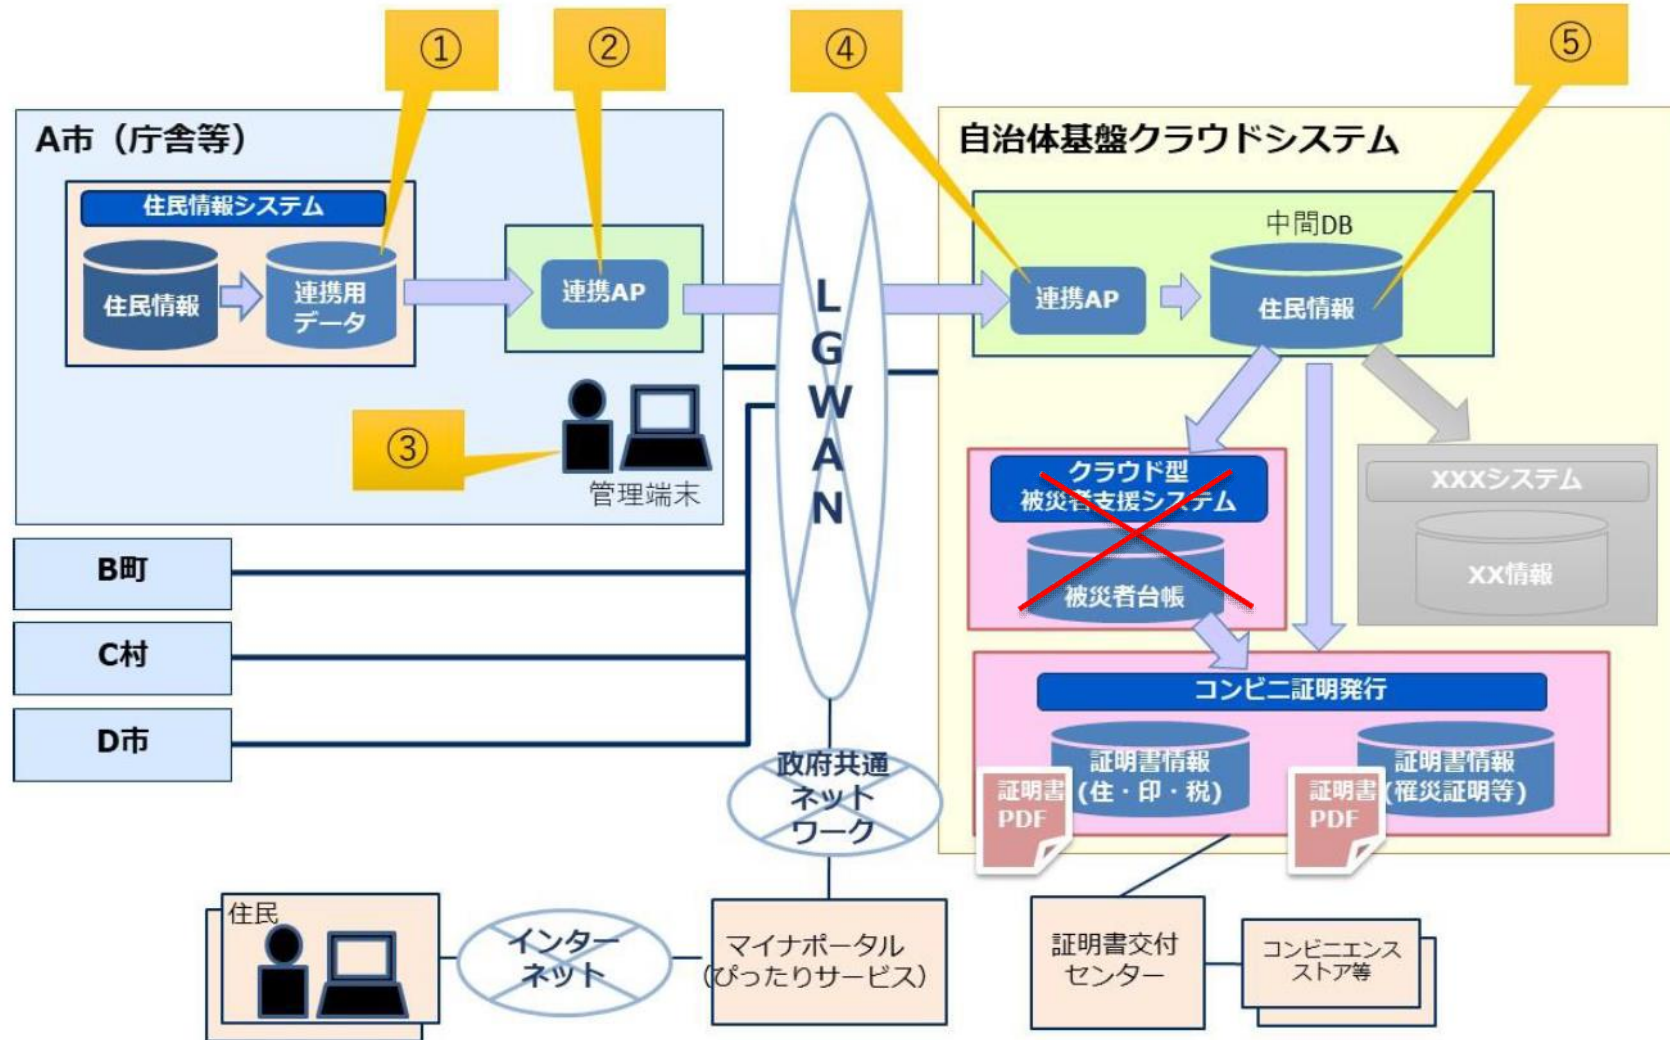 ①
②
④
⑤
A市（庁舎等）
住民情報システム
住民情報
連携用
データ
連携AP
③
管理端末
B町
C村
D市
L
G
W
A
N
自治体基盤クラウドシステム
中間DB
連携AP
住民情報
クラウド型
被災者支援システム
被災者台帳
XXXシステム
XX情報
コンビニ証明発行
証明書情報
(住・印・税)
証明書
PDF
証明書情報
(罹災証明等)
証明書
PDF
政府共通
ネット
ワーク
住民
インター
ネット
マイナポータル
（ぴったりサービス）
証明書交付
センター
コンビニエンス
ストア等